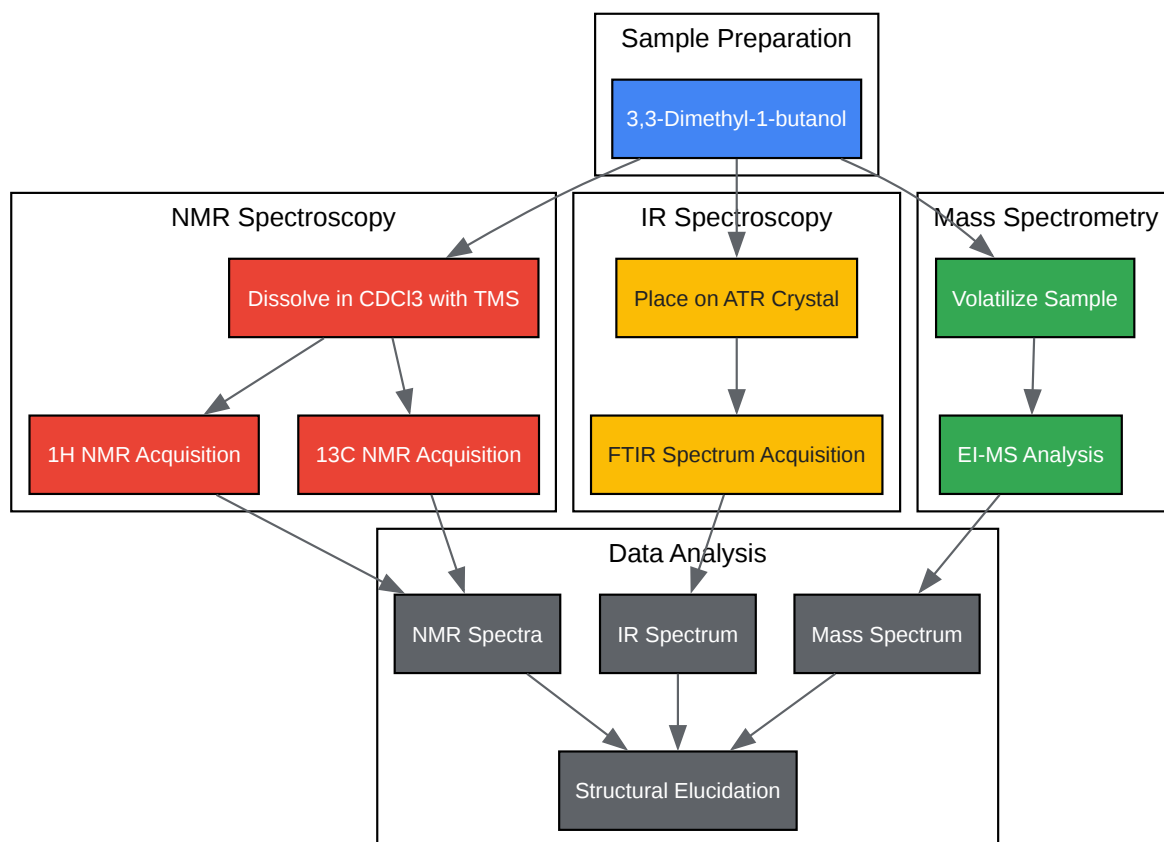 Sample Preparation
3,3-Dimethyl-1-butanol
NMR Spectroscopy
IR Spectroscopy
Mass Spectrometry
Dissolve in CDCl3 with TMS
Place on ATR Crystal
Volatilize Sample
1H NMR Acquisition
13C NMR Acquisition
FTIR Spectrum Acquisition
EI-MS Analysis
Data Analysis
NMR Spectra
IR Spectrum
Mass Spectrum
Structural Elucidation